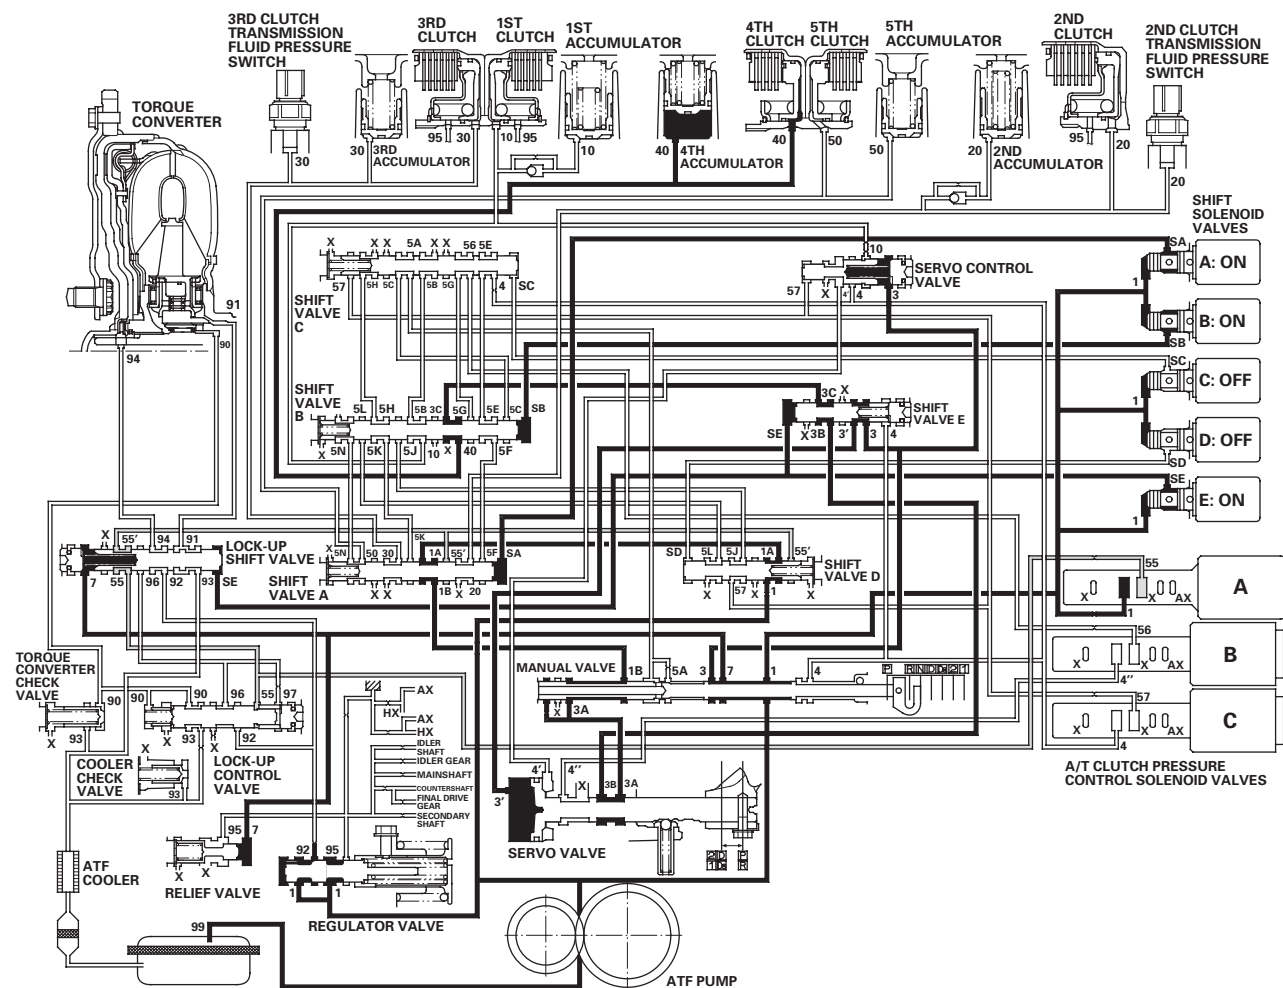 3RD CLUTCH
TRANSMISSION
FLUID PRESSURE
SWITCH
3RD
CLUTCH
1ST
CLUTCH
1ST
ACCUMULATOR
4TH
CLUTCH
5TH
CLUTCH
5TH
ACCUMULATOR
2ND
CLUTCH
2ND CLUTCH
TRANSMISSION
FLUID PRESSURE
SWITCH
TORQUE
CONVERTER
30
30
3RD
ACCUMULATOR
95
30
10
95
10
40
4TH
ACCUMULATOR
40
50
50
20
2ND
ACCUMULATOR
95
20
20
SHIFT
SOLENOID
VALVES
91
90
94
X
X X
5A
X X
56 5E
57
5H
5C
5B
5G
4
SC
SHIFT
VALVE
C
10
SERVO CONTROL
VALVE
57
X
4'
4
3
SA
1
A: ON
B: ON
SB
SC
C: OFF
1
D: OFF
SD
SE
E: ON
1
SHIFT
VALVE
B
5L
5H
5B
3C
5G
5E
5C
SB
X
5N
5K
5J
10
X
40
5F
3C
X
SHIFT
VALVE E
SE
X
3B
3'
3
4
X
55'
94
91
LOCK-UP
SHIFT VALVE
7
55
96
92
93
SE
X
5N
50
30
5K
1A
55'
5F
SA
SHIFT
VALVE A
X X
1B
X
20
SD
5L
5J
1A
55'
SHIFT
VALVE D
X
57
X
1
X
55
X
1
X
AX
A
56
X
4''
X
AX
B
57
X
4
X
AX
C
A/T CLUTCH PRESSURE
CONTROL SOLENOID VALVES
TORQUE
CONVERTER
CHECK
VALVE
90
X
93
90
90
96
55
97
X
93
X
92
COOLER
CHECK
VALVE
93
LOCK-UP
CONTROL
VALVE
MANUAL VALVE
1B
5A
3
7
1
4
P R N D D3 2 1
X
3A
AX
HX
AX
HX
IDLER
SHAFT
IDLER GEAR
MAINSHAFT
COUNTERSHAFT
FINAL DRIVE
GEAR
SECONDARY
SHAFT
4'
4''
X
3B
3A
3'
SERVO VALVE
95
7
X
X
RELIEF VALVE
92
95
1
1
REGULATOR VALVE
ATF
COOLER
99
ATF PUMP